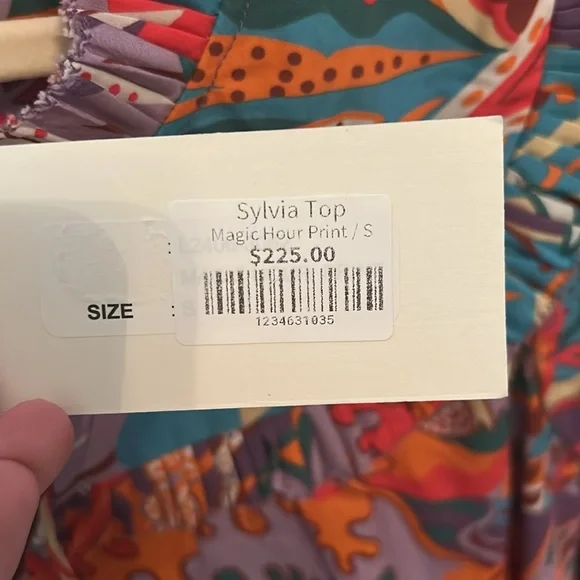 Sylvia Top
Magic Hour Print / S
$225.00
1234631035
SIZE :